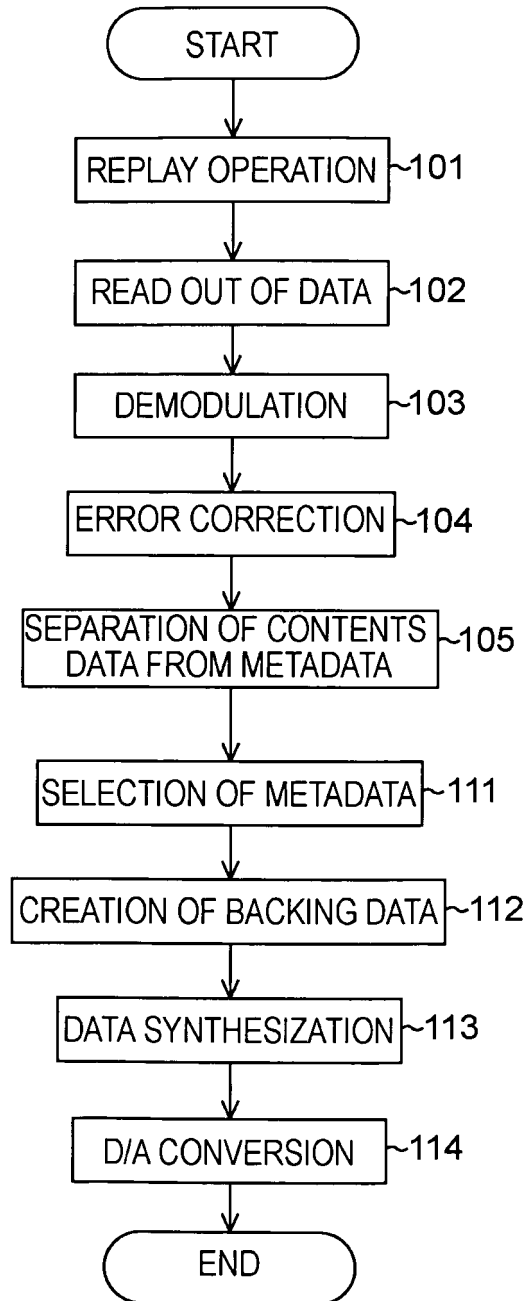 START
REPLAY OPERATION
101
READ OUT OF DATA
102
DEMODULATION
103
ERROR CORRECTION
104
SEPARATION OF CONTENTS
DATA FROM METADATA
105
SELECTION OF METADATA
111
CREATION OF BACKING DATA
112
DATA SYNTHESIZATION
113
D/A CONVERSION
114
END